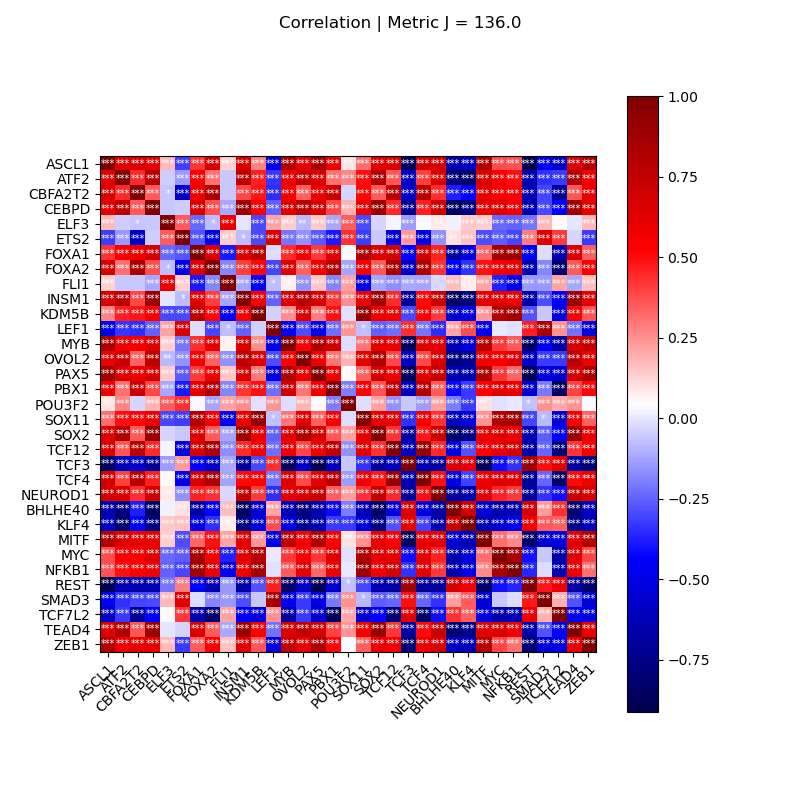 Correlation | Metric J = 136.0
ASCL1
ATF2
CBFA2T2
CEBPD
ELF3
ETS2
FOXA1
FOXA2
FLI1
INSM1
KDM5B
LEF1
MYB
OVOL2
PAX5
PBX1
POU3F2
SOX11
SOX2
TCF12
TCF3
TCF4
NEUROD1
BHLHE40
KLF4
MITF
MYC
NFKB1
REST
SMAD3
TCF7L2
TEAD4
ZEB1
ASCL1
ATF2
CBFA2T2
CEBPD
ELF3
ETS2
FOXA1
FOXA2
FLI1
INSM1
KDM5B
LEF1
MYB
OVOL2
PAX5
PBX1
POU3F2
SOX11
SOX2
TCF12
TCF3
TCF4
NEUROD1
BHLHE40
KLF4
MITF
MYC
NFKB1
REST
SMAD3
TCF7L2
TEAD4
ZEB1
1.00
0.75
0.50
0.25
0.00
−0.25
−0.50
−0.75